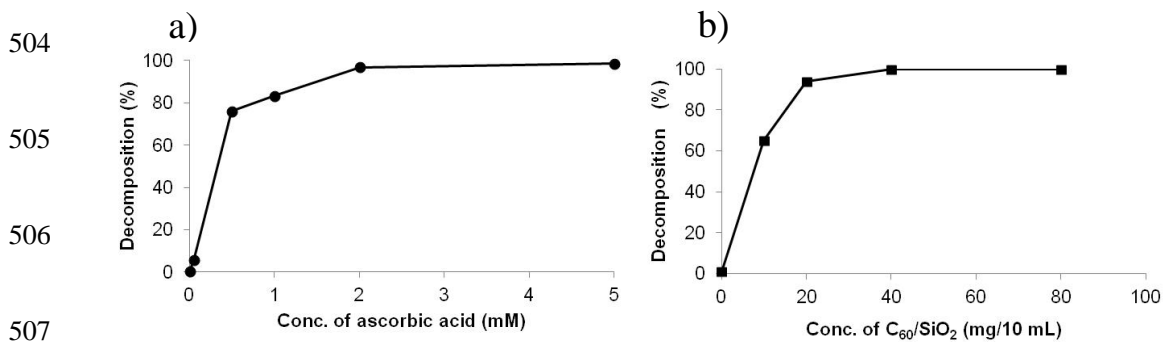 504
505
506
507
a)
100
80
60
40
20
0
Decomposition (%)
0 1 2 3 4 5
Conc. of ascorbic acid (mM)
b)
100
80
60
40
20
0
Decomposition (%)
0 20 40 60 80 100
Conc. of C₆₀/SiO₂ (mg/10 mL)